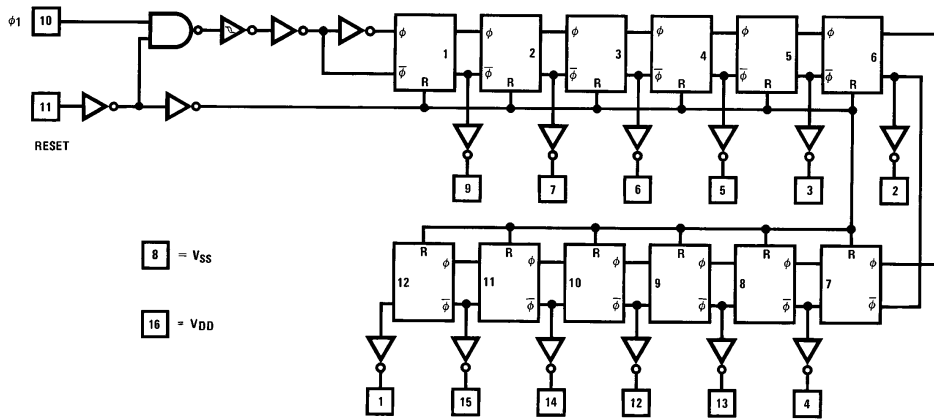 ϕ1 10
ϕ ϕ ϕ ϕ ϕ ϕ
1 2 3 4 5 6
ϕ̅ ϕ̅ ϕ̅ ϕ̅ ϕ̅ ϕ̅
R R R R R R
11
RESET
9 7 6 5 3 2
R R R R R R
8 = VSS
ϕ ϕ ϕ ϕ ϕ ϕ
12 11 10 9 8 7
ϕ̅ ϕ̅ ϕ̅ ϕ̅ ϕ̅ ϕ̅
16 = VDD
1 15 14 12 13 4